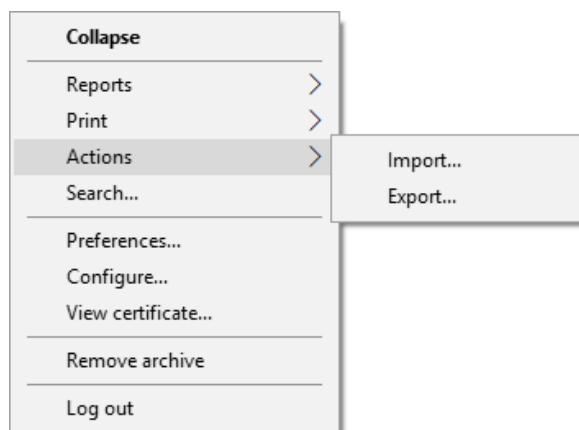 Collapse
Reports
Print
Actions
Import...
Export...
Search...
Preferences...
Configure...
View certificate...
Remove archive
Log out